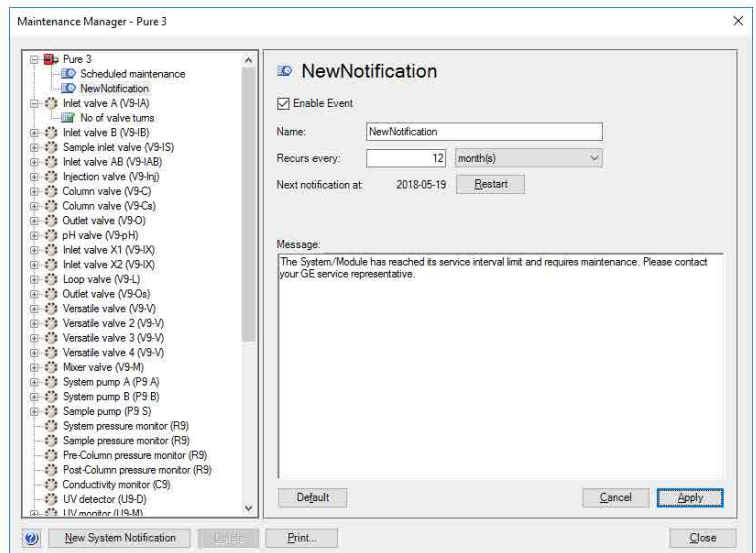 Maintenance Manager - Pure 3
Pure 3
Scheduled maintenance
NewNotification
Inlet valve A (V9-IA)
No of valve turns
Inlet valve B (V9-IB)
Sample inlet valve (V9-IS)
Inlet valve AB (V9-IAB)
Injection valve (V9-Inj)
Column valve (V9-C)
Column valve (V9-Cs)
Outlet valve (V9-O)
pH valve (V9-pH)
Inlet valve X1 (V9-IX)
Inlet valve X2 (V9-IX)
Loop valve (V9-L)
Outlet valve (V9-Os)
Versatile valve (V9-V)
Versatile valve 2 (V9-V)
Versatile valve 3 (V9-V)
Versatile valve 4 (V9-V)
Mixer valve (V9-M)
System pump A (P9 A)
System pump B (P9 B)
Sample pump (P9 S)
System pressure monitor (R9)
Sample pressure monitor (R9)
Pre-Column pressure monitor (R9)
Post-Column pressure monitor (R9)
Conductivity monitor (C9)
UV detector (U9-D)
UV monitor (U9-M)
NewNotification
Enable Event
Name: NewNotification
Recurs every: 12 month(s)
Next notification at: 2018-05-19 Restart
Message:
The System/Module has reached its service interval limit and requires maintenance. Please contact
your GE service representative.
Default Cancel Apply
New System Notification Delete Print... Close